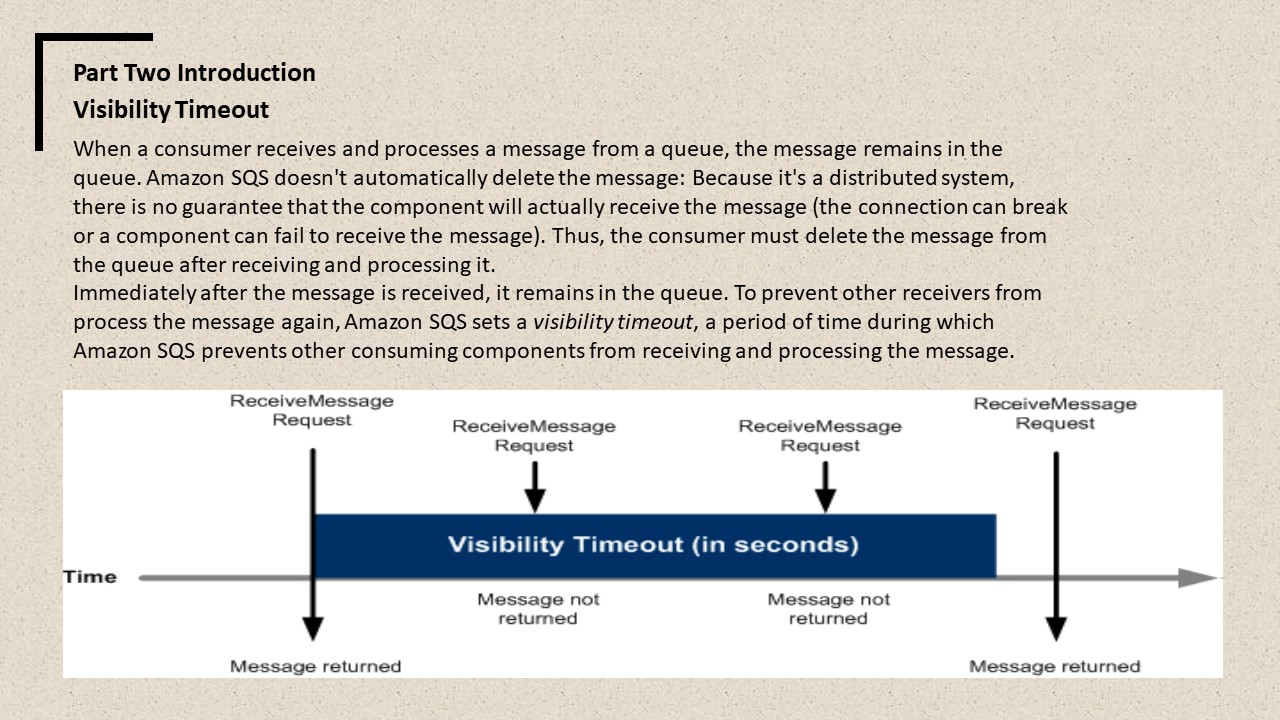 Part Two Introduction
Visibility Timeout
When a consumer receives and processes a message from a queue, the message remains in the
queue. Amazon SQS doesn't automatically delete the message: Because it's a distributed system,
there is no guarantee that the component will actually receive the message (the connection can break
or a component can fail to receive the message). Thus, the consumer must delete the message from
the queue after receiving and processing it.
Immediately after the message is received, it remains in the queue. To prevent other receivers from
process the message again, Amazon SQS sets a visibility timeout, a period of time during which
Amazon SQS prevents other consuming components from receiving and processing the message.
ReceiveMessage
Request
ReceiveMessage
Request
ReceiveMessage
Request
ReceiveMessage
Request
Visibility Timeout (in seconds)
Time
Message not
returned
Message not
returned
Message returned
Message returned